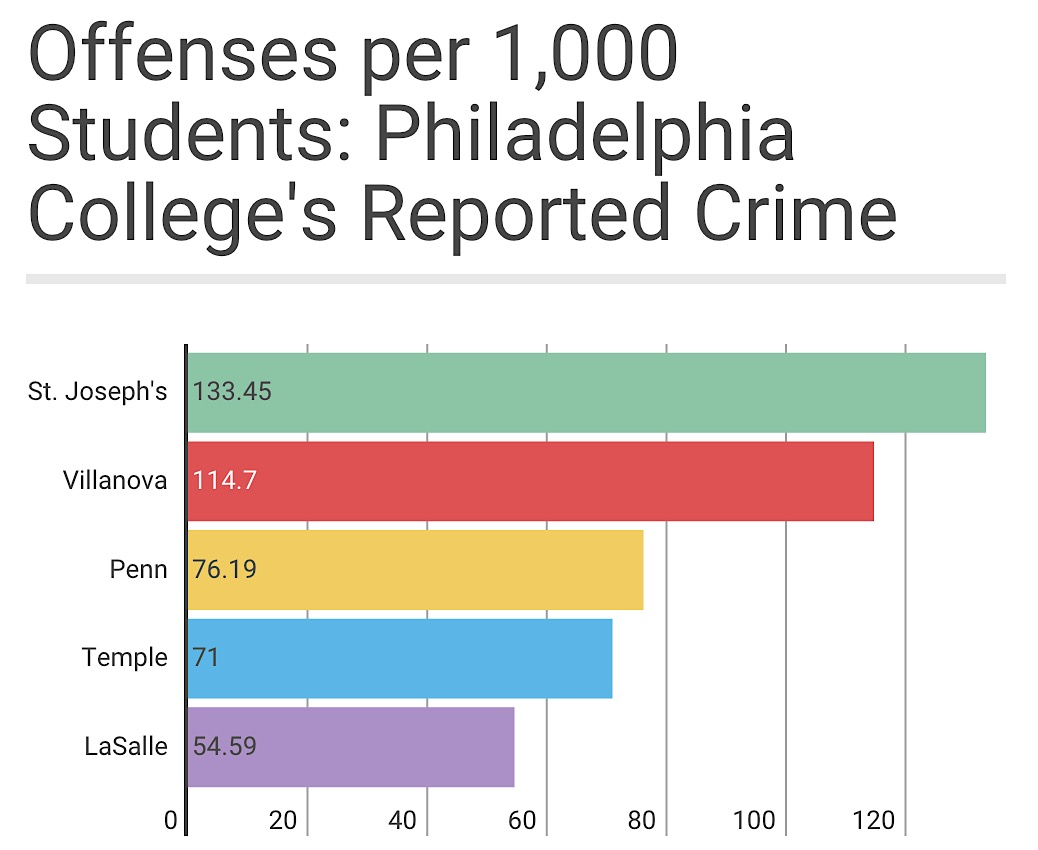 Offenses per 1,000
Students: Philadelphia
College's Reported Crime
St. Joseph's 133.45
Villanova 114.7
Penn 76.19
Temple 71
LaSalle 54.59
0 20 40 60 80 100 120